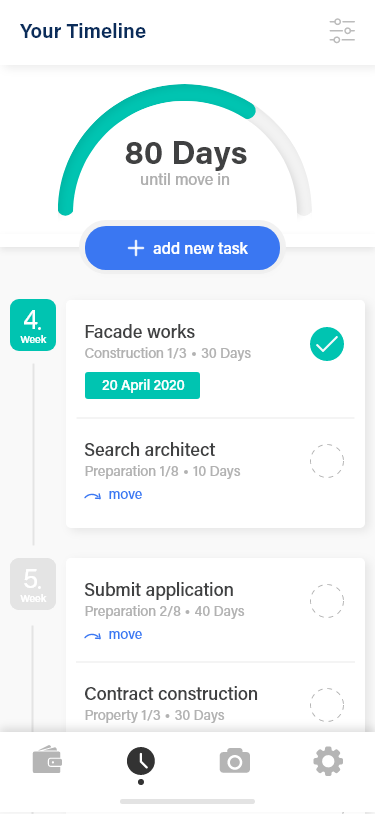 Your Timeline
80 Days
until move in
add new task
4.
Week
Facade works
Construction 1/3 • 30 Days
20 April 2020
Search architect
Preparation 1/8 • 10 Days
move
5.
Week
Submit application
Preparation 2/8 • 40 Days
move
Contract construction
Property 1/3 • 30 Days